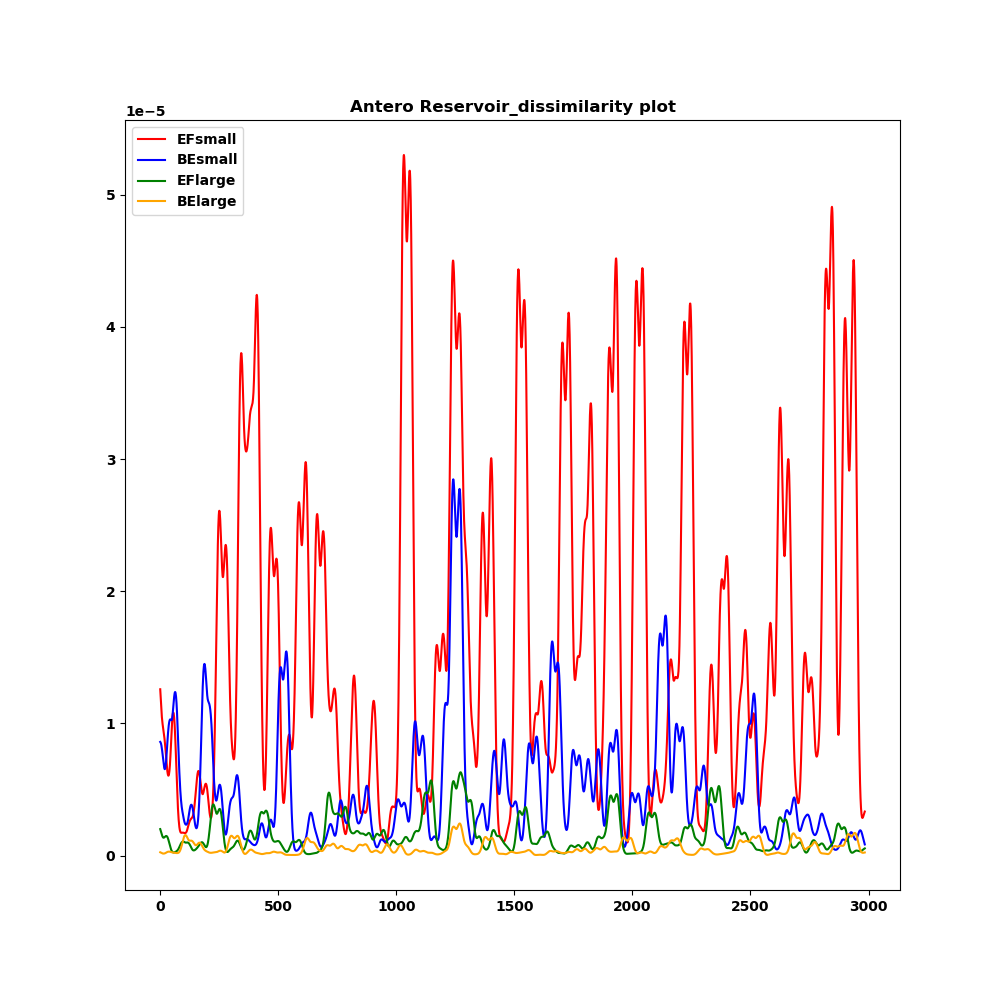 Antero Reservoir_dissimilarity plot
1e−5
EFsmall
BEsmall
EFlarge
BElarge
5
4
3
2
1
0
0 500 1000 1500 2000 2500 3000